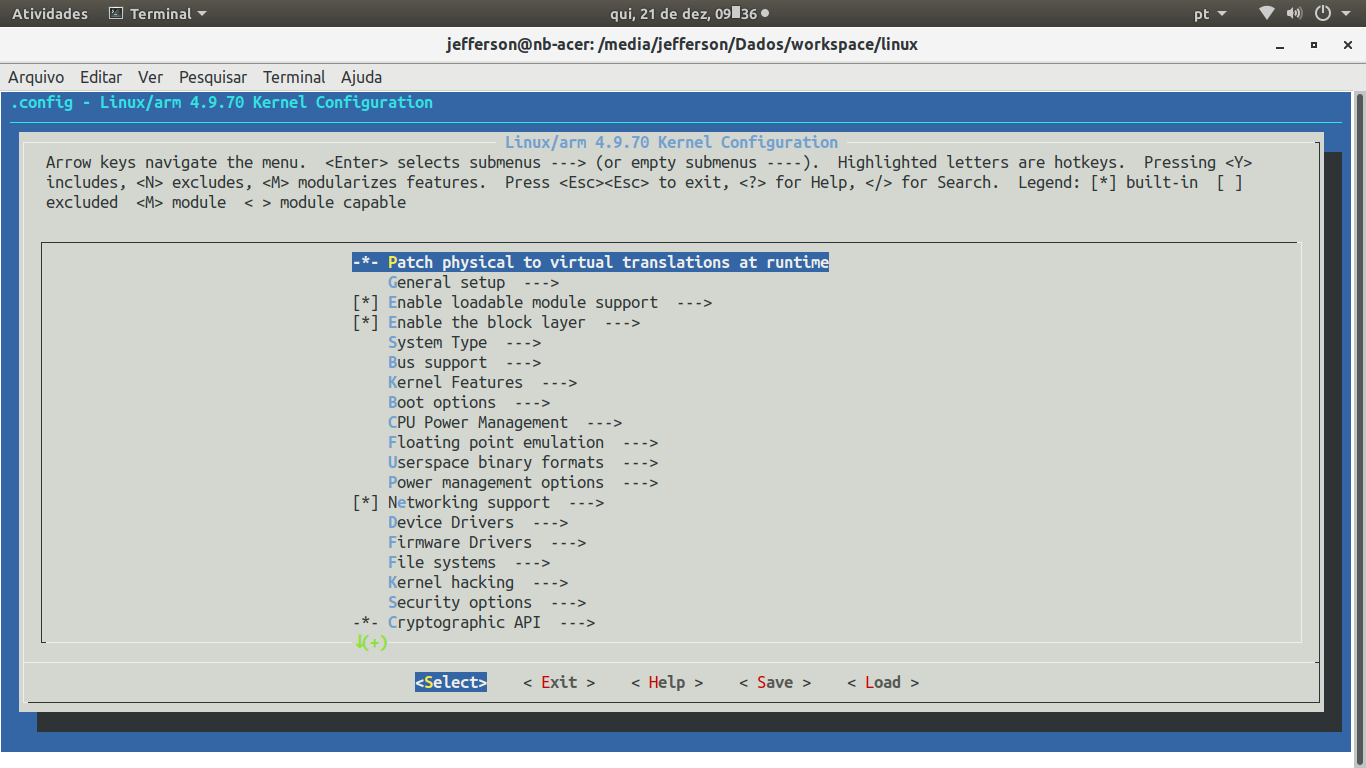 Atividades Terminal qui, 21 de dez, 09 36 pt
jefferson@nb-acer: /media/jefferson/Dados/workspace/linux
Arquivo Editar Ver Pesquisar Terminal Ajuda
.config - Linux/arm 4.9.70 Kernel Configuration
Linux/arm 4.9.70 Kernel Configuration
Arrow keys navigate the menu.  <Enter> selects submenus ---> (or empty submenus ----).  Highlighted letters are hotkeys.  Pressing <Y>
includes, <N> excludes, <M> modularizes features.  Press <Esc><Esc> to exit, <?> for Help, </> for Search.  Legend: [*] built-in  [ ]
excluded  <M> module  < > module capable
-*- Patch physical to virtual translations at runtime
General setup  --->
[*] Enable loadable module support  --->
[*] Enable the block layer  --->
System Type  --->
Bus support  --->
Kernel Features  --->
Boot options  --->
CPU Power Management  --->
Floating point emulation  --->
Userspace binary formats  --->
Power management options  --->
[*] Networking support  --->
Device Drivers  --->
Firmware Drivers  --->
File systems  --->
Kernel hacking  --->
Security options  --->
-*- Cryptographic API  --->
↓(+)
<Select>    < Exit >    < Help >    < Save >    < Load >